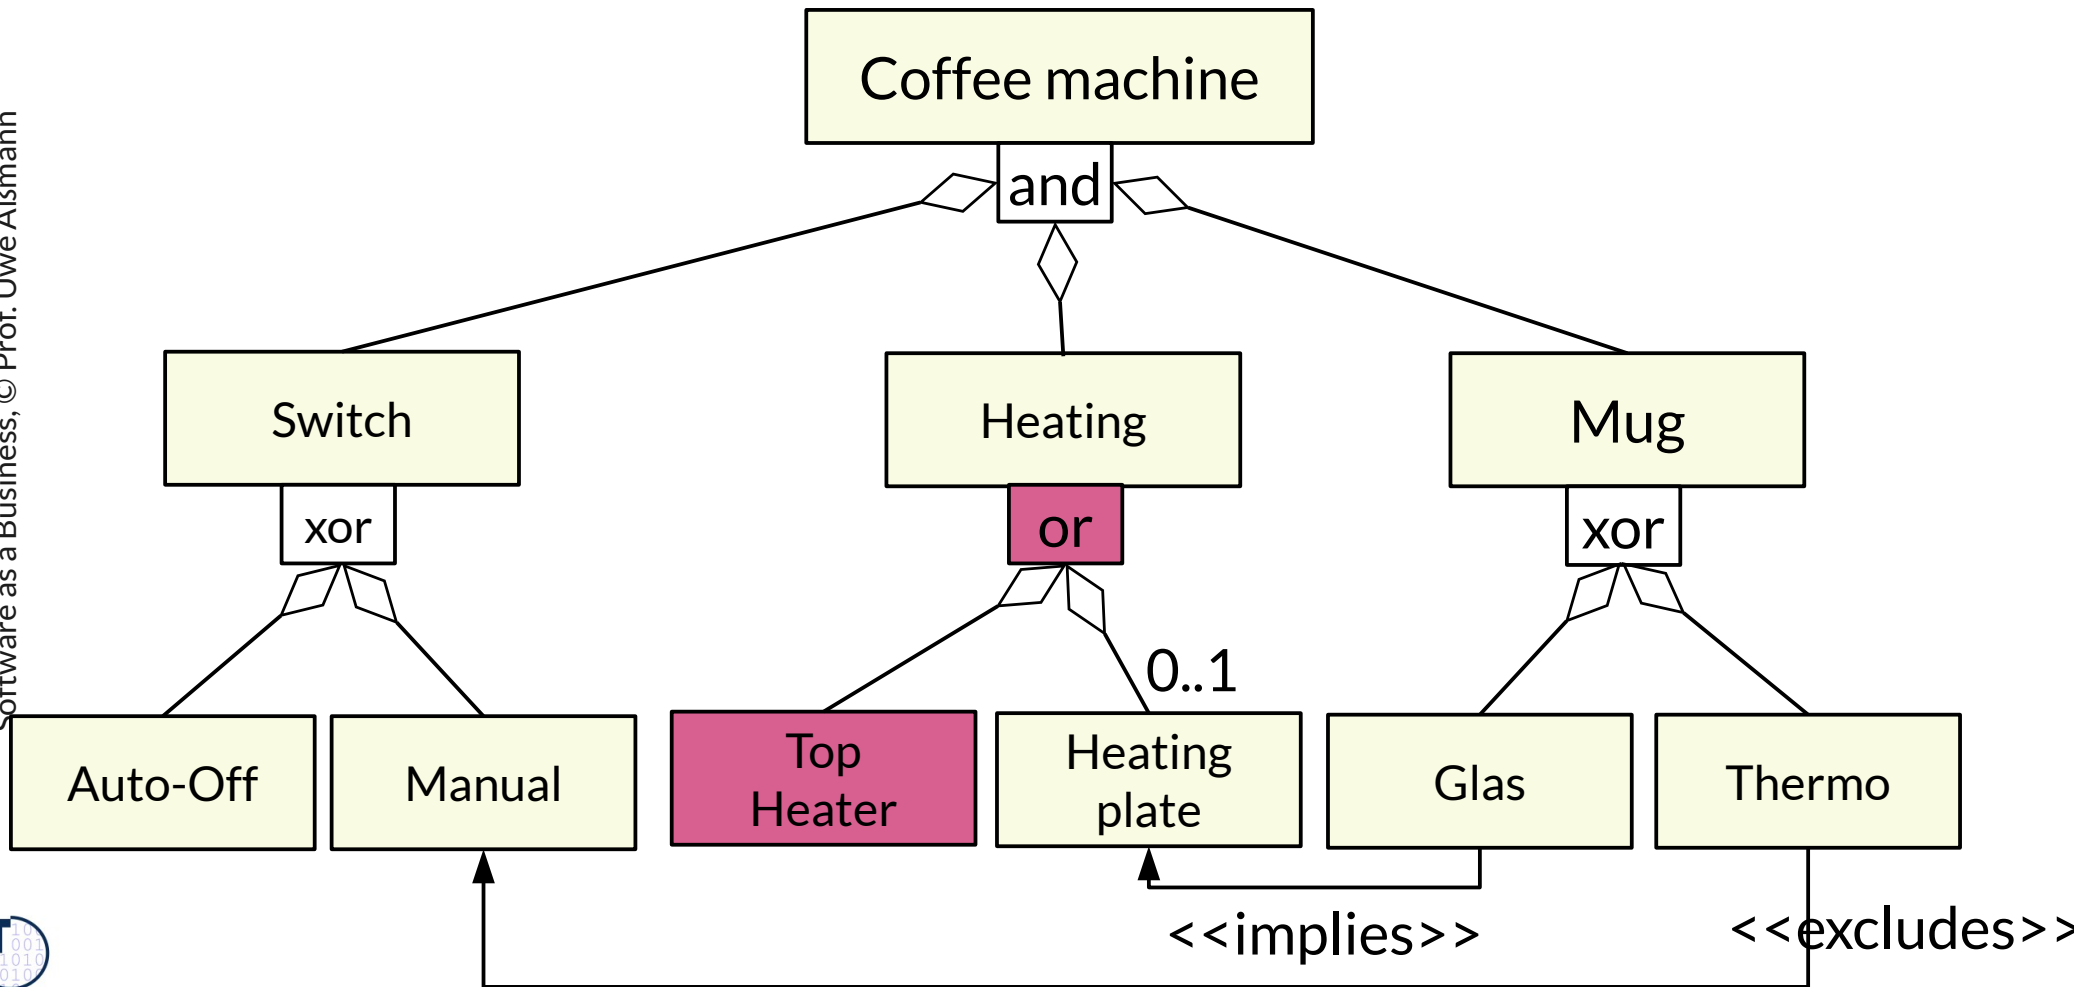 Coffee machine
and
Switch
Heating
Mug
xor
or
xor
0..1
Auto-Off
Manual
Top
Heater
Heating
plate
Glas
Thermo
<<implies>>
<<excludes>>
Software as a Business, © Prof. Uwe Aßmann